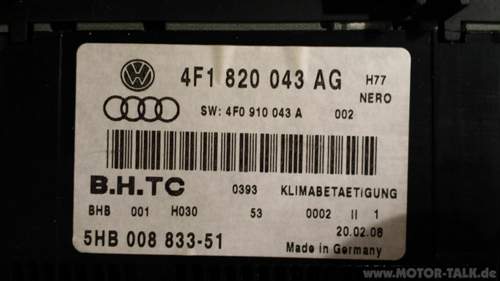 4F1 820 043 AG H77
NERO
SW: 4F0 910 043 A 002
B.H.TC 0393 KLIMABETAETIGUNG
BHB 001 H030 53 0002 II 1
20.02.08
5HB 008 833-51 Made in Germany
www.MOTOR-TALK.de